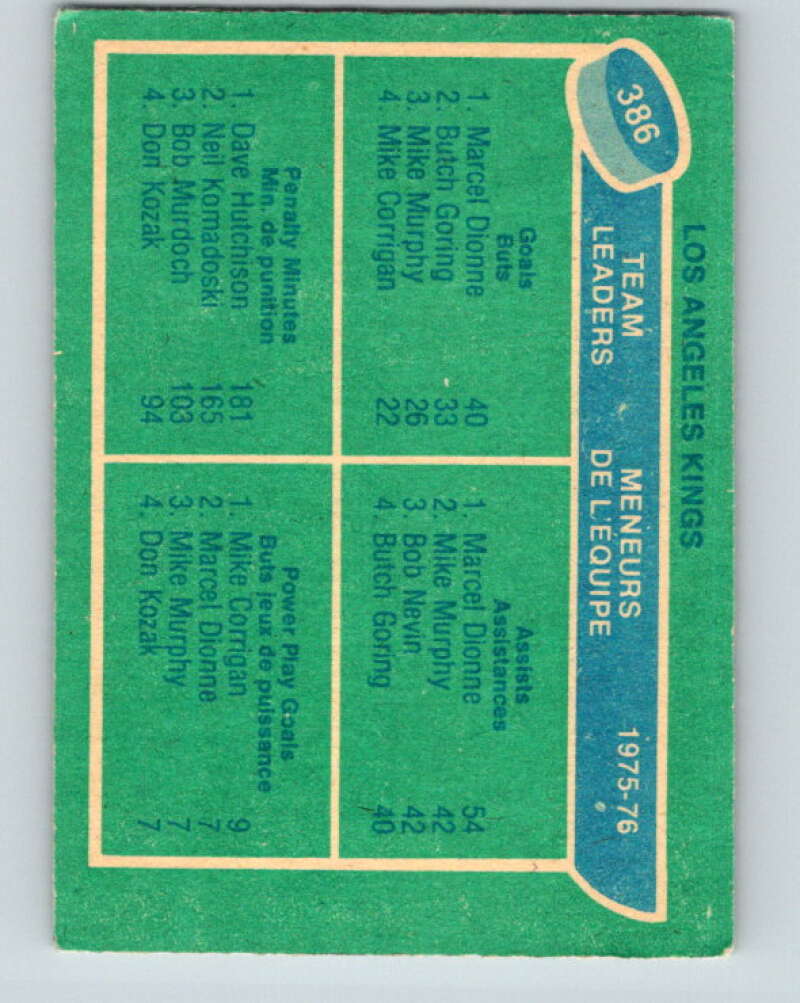 LOS ANGELES KINGS
386
TEAM LEADERS
MENEURS DE L'ÉQUIPE
1975-76
Goals
Buts
1. Marcel Dionne 40
2. Butch Goring 33
3. Mike Murphy 26
4. Mike Corrigan 22
Assists
Assistances
1. Marcel Dionne 54
2. Mike Murphy 42
3. Bob Nevin 42
4. Butch Goring 40
Penalty Minutes
Min. de punition
1. Dave Hutchison 181
2. Neil Komadoski 165
3. Bob Murdoch 103
4. Don Kozak 94
Power Play Goals
Buts jeux de puissance
1. Mike Corrigan 9
2. Marcel Dionne 7
3. Mike Murphy 7
4. Don Kozak 7